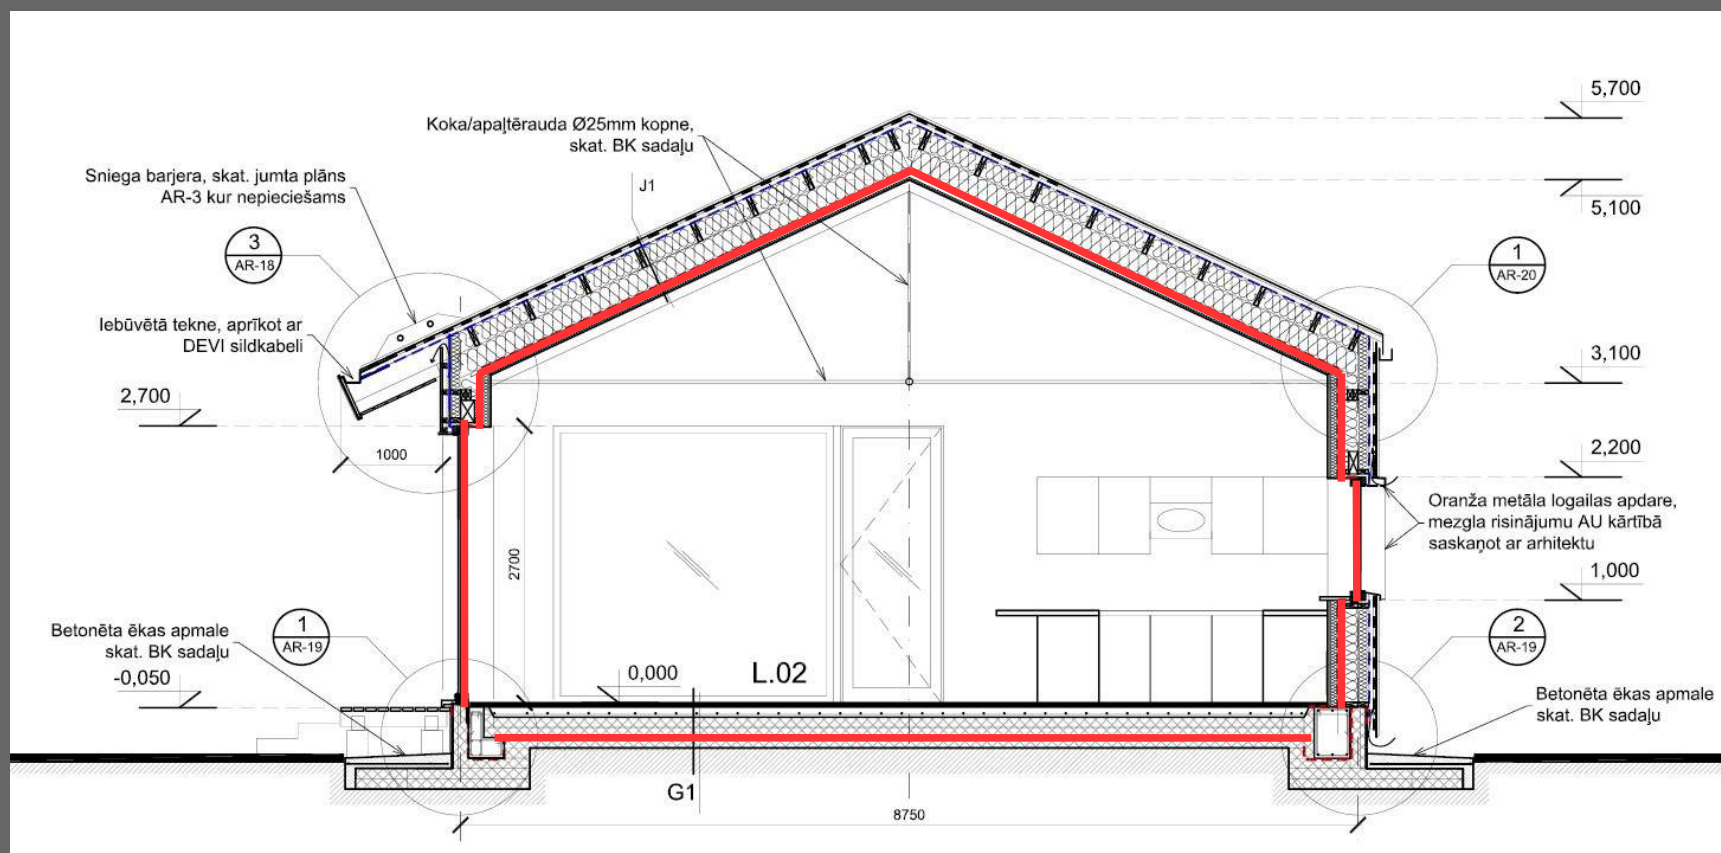 5,700
Koka/apaļtērauda Ø25mm kopne,
skat. BK sadaļu
Sniega barjera, skat. jumta plāns
AR-3 kur nepieciešams
J1
5,100
3
AR-18
1
AR-20
Iebūvētā tekne, aprīkot ar
DEVI sildkabeli
3,100
2,700
1000
2,200
Oranža metāla logailas apdare,
mezgla risinājumu AU kārtībā
saskaņot ar arhitektu
2700
1,000
1
AR-19
2
AR-19
Betonēta ēkas apmale
skat. BK sadaļu
-0,050
0,000
L.02
Betonēta ēkas apmale
skat. BK sadaļu
G1
8750